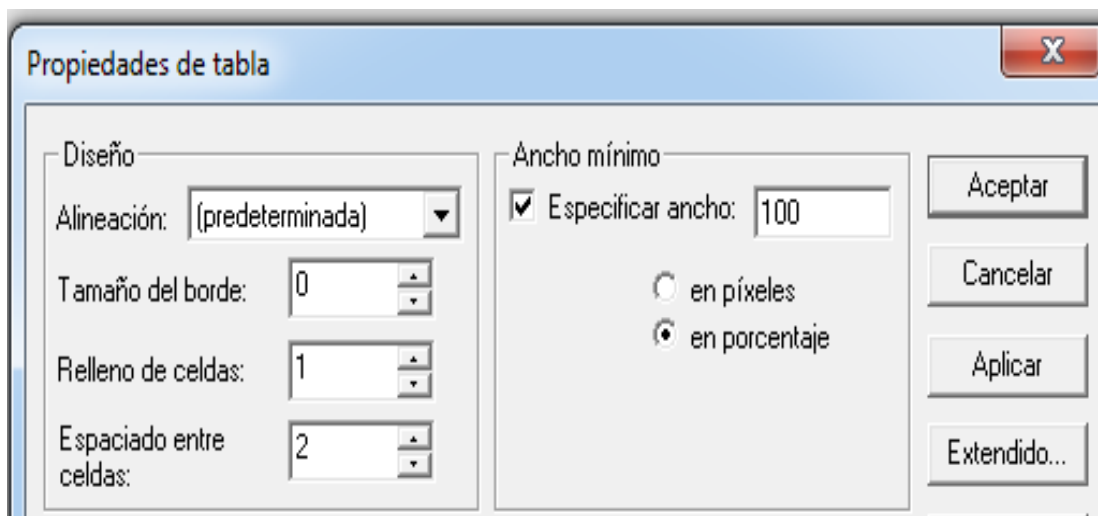 Propiedades de tabla
X
Diseño
Alineación: (predeterminada)
Tamaño del borde: 0
Relleno de celdas: 1
Espaciado entre
celdas: 2
Ancho mínimo
Especificar ancho: 100
en píxeles
en porcentaje
Aceptar
Cancelar
Aplicar
Extendido...